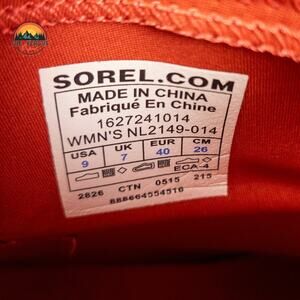 SOREL.COM
MADE IN CHINA
Fabriqué En Chine
1627241014
WMN'S NL2149-014
USA UK EUR CM
9 7 40 26
ECA-4
2826 CTN 0515 215
888664554516